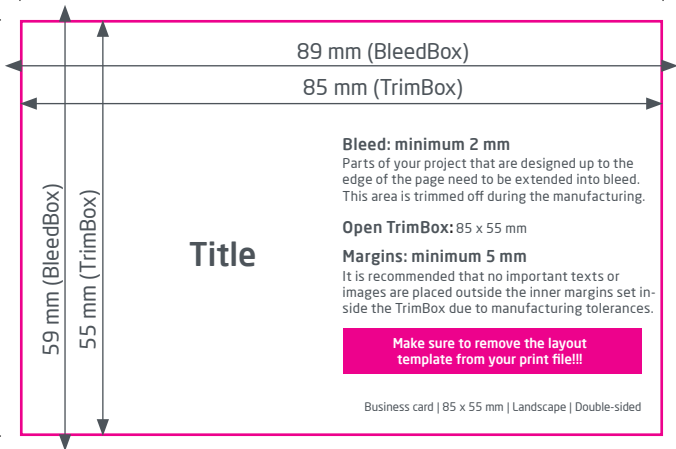 89 mm (BleedBox)
85 mm (TrimBox)
59 mm (BleedBox)
55 mm (TrimBox)
Title
Bleed: minimum 2 mm
Parts of your project that are designed up to the
edge of the page need to be extended into bleed.
This area is trimmed off during the manufacturing.
Open TrimBox: 85 x 55 mm
Margins: minimum 5 mm
It is recommended that no important texts or
images are placed outside the inner margins set in-
side the TrimBox due to manufacturing tolerances.
Make sure to remove the layout
template from your print file!!!
Business card | 85 x 55 mm | Landscape | Double-sided